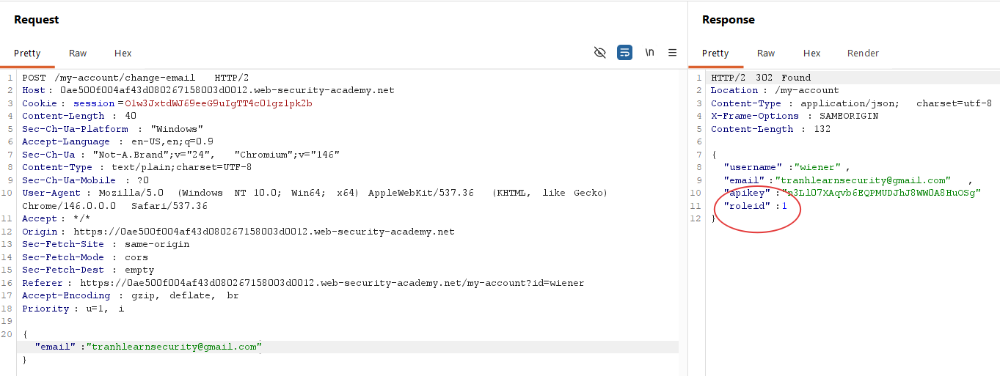 Request
Pretty Raw Hex
\n
1 POST /my-account/change-email HTTP/2
2 Host : 0ae500f004af43d080267158003d0012.web-security-academy.net
3 Cookie : session =O1w3JxtdWJ69eeG9uIgTT4c01gz1pk2b
4 Content-Length : 40
5 Sec-Ch-Ua-Platform : "Windows"
6 Accept-Language : en-US,en;q=0.9
7 Sec-Ch-Ua : "Not-A.Brand";v="24", "Chromium";v="146"
8 Content-Type : text/plain;charset=UTF-8
9 Sec-Ch-Ua-Mobile : ?0
10 User-Agent : Mozilla/5.0 (Windows NT 10.0; Win64; x64) AppleWebKit/537.36 (KHTML, like Gecko)
Chrome/146.0.0.0 Safari/537.36
11 Accept : */*
12 Origin : https://0ae500f004af43d080267158003d0012.web-security-academy.net
13 Sec-Fetch-Site : same-origin
14 Sec-Fetch-Mode : cors
15 Sec-Fetch-Dest : empty
16 Referer : https://0ae500f004af43d080267158003d0012.web-security-academy.net/my-account?id=wiener
17 Accept-Encoding : gzip, deflate, br
18 Priority : u=1, i
19
20 {
"email" :"tranhlearnsecurity@gmail.com"
}
Response
Pretty Raw Hex Render
1 HTTP/2 302 Found
2 Location : /my-account
3 Content-Type : application/json; charset=utf-8
4 X-Frame-Options : SAMEORIGIN
5 Content-Length : 132
6
7 {
8 "username" :"wiener" ,
9 "email" :"tranhlearnsecurity@gmail.com" ,
10 "apikey" :"n3Ll07XAqvb6EQPMUDJhJ8WW0A8HuOSg"
11 "roleid" :1
12 }